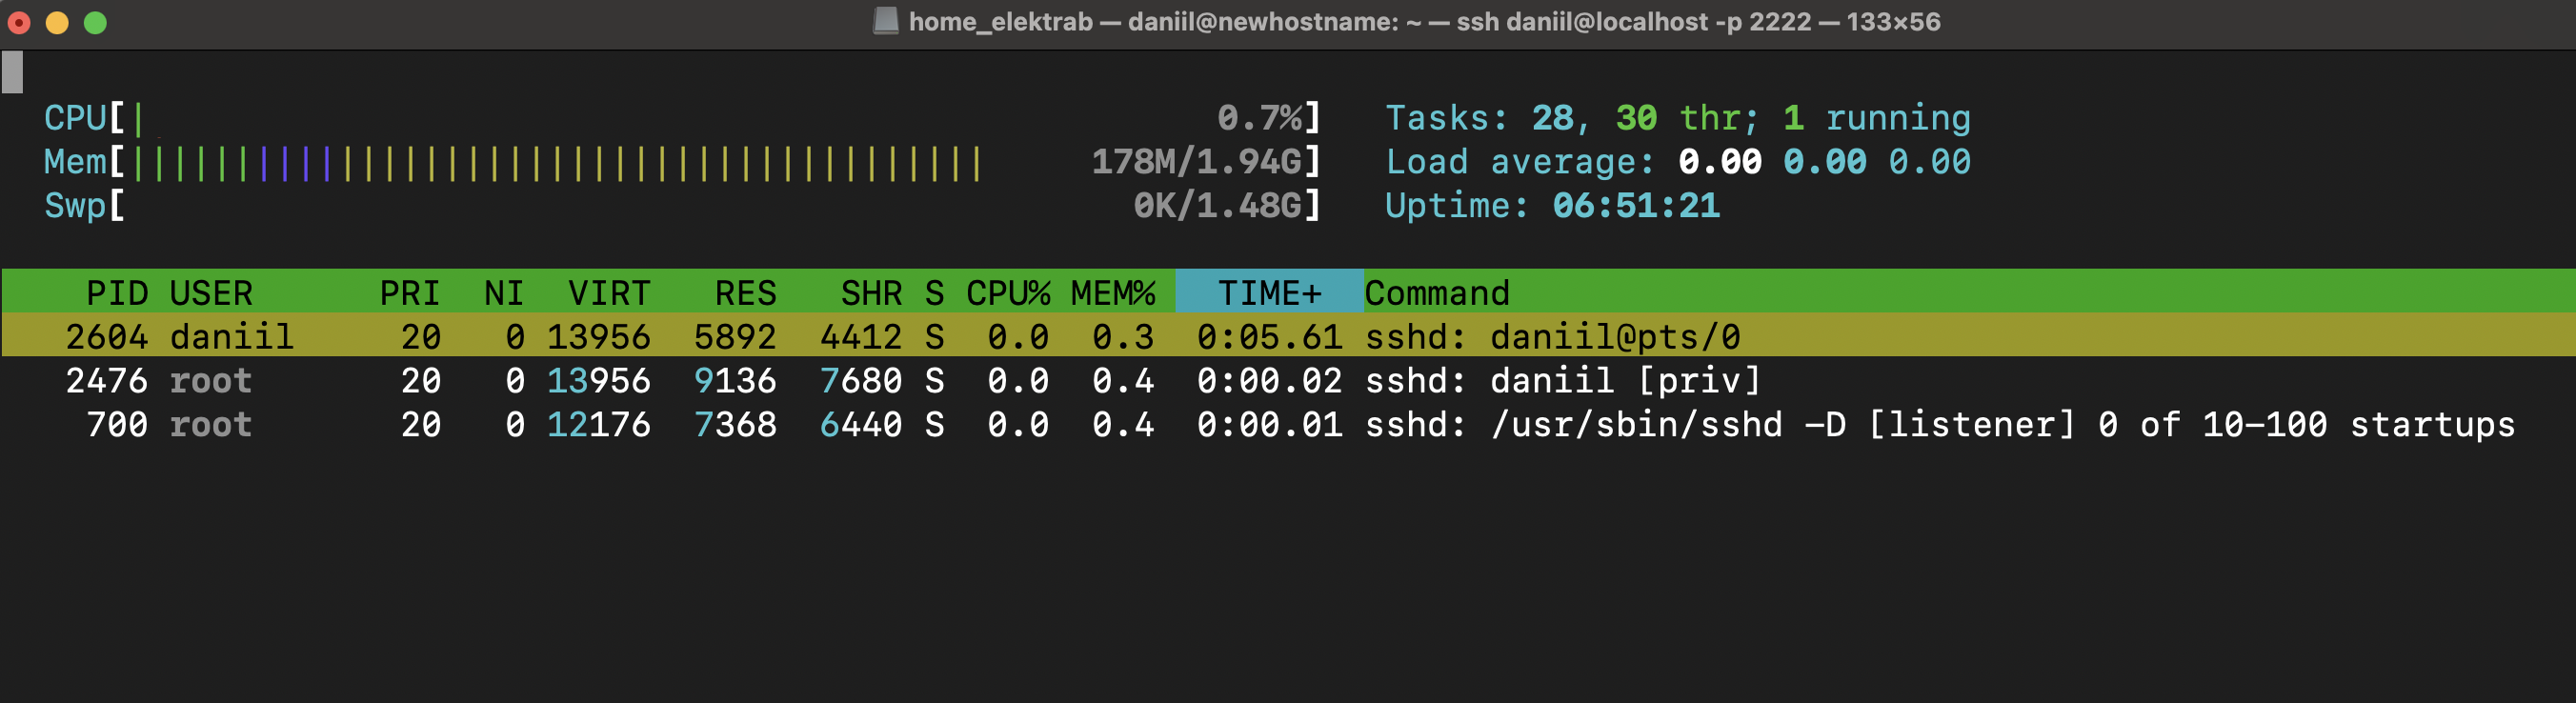 home_elektrab — daniil@newhostname: ~ — ssh daniil@localhost -p 2222 — 133×56
CPU[| 0.7%] Tasks: 28, 30 thr; 1 running
Mem[||||||||||||||||||||||||||||||||||||||||| 178M/1.94G] Load average: 0.00 0.00 0.00
Swp[ 0K/1.48G] Uptime: 06:51:21
PID USER PRI NI VIRT RES SHR S CPU% MEM% TIME+ Command
2604 daniil 20 0 13956 5892 4412 S 0.0 0.3 0:05.61 sshd: daniil@pts/0
2476 root 20 0 13956 9136 7680 S 0.0 0.4 0:00.02 sshd: daniil [priv]
700 root 20 0 12176 7368 6440 S 0.0 0.4 0:00.01 sshd: /usr/sbin/sshd -D [listener] 0 of 10-100 startups